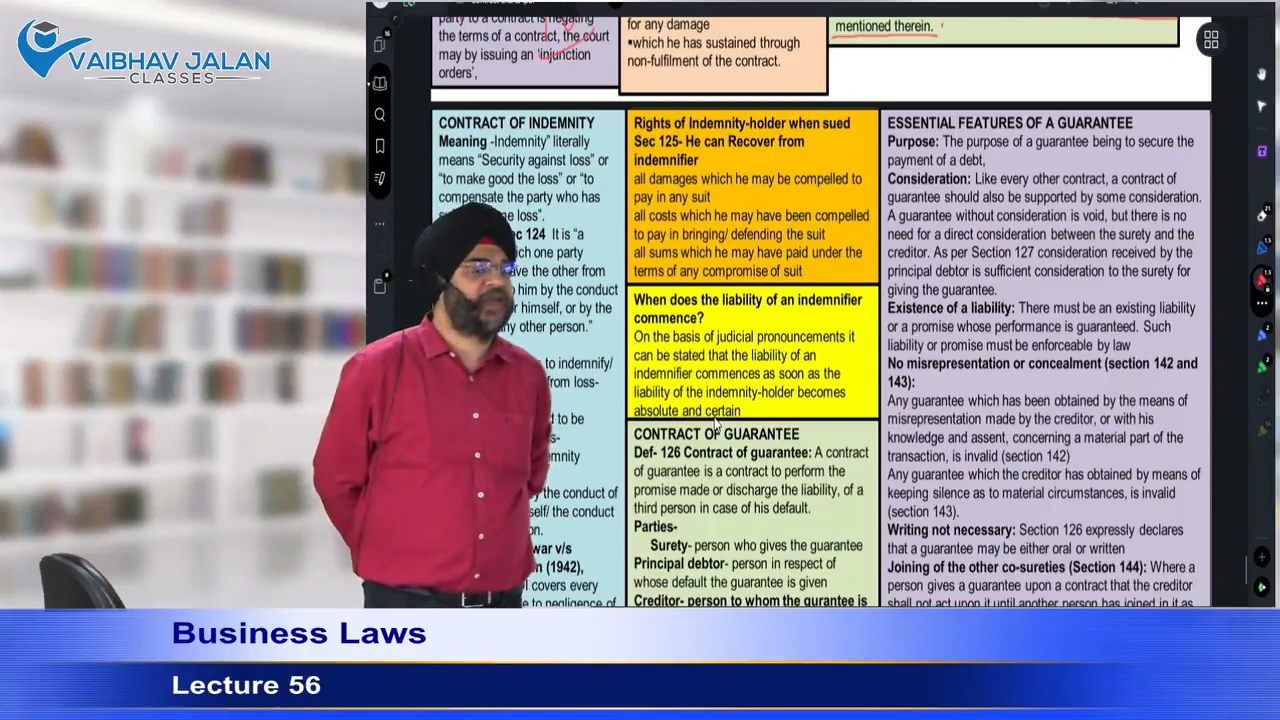 VAIBHAV JALAN
CLASSES
party to a contract is negating
the terms of a contract, the court
may by issuing an 'injunction
orders',
for any damage
▪which he has sustained through
non-fulfilment of the contract.
mentioned therein.
CONTRACT OF INDEMNITY
Meaning -Indemnity" literally
means "Security against loss" or
"to make good the loss" or "to
compensate the party who has
loss".
Sec 124 It is "a
which one party
the other from
him by the conduct
himself, or by the
any other person."
to indemnify/
from loss-
to be
the conduct of
the conduct
v/s
(1942),
covers every
to negligence of
Rights of Indemnity-holder when sued
Sec 125- He can Recover from
indemnifier
all damages which he may be compelled to
pay in any suit
all costs which he may have been compelled
to pay in bringing/ defending the suit
all sums which he may have paid under the
terms of any compromise of suit
When does the liability of an indemnifier
commence?
On the basis of judicial pronouncements it
can be stated that the liability of an
indemnifier commences as soon as the
liability of the indemnity-holder becomes
absolute and certain
CONTRACT OF GUARANTEE
Def- 126 Contract of guarantee: A contract
of guarantee is a contract to perform the
promise made or discharge the liability, of a
third person in case of his default.
Parties-
Surety- person who gives the guarantee
Principal debtor- person in respect of
whose default the guarantee is given
Creditor- person to whom the gurantee is
ESSENTIAL FEATURES OF A GUARANTEE
Purpose: The purpose of a guarantee being to secure the
payment of a debt,
Consideration: Like every other contract, a contract of
guarantee should also be supported by some consideration.
A guarantee without consideration is void, but there is no
need for a direct consideration between the surety and the
creditor. As per Section 127 consideration received by the
principal debtor is sufficient consideration to the surety for
giving the guarantee.
Existence of a liability: There must be an existing liability
or a promise whose performance is guaranteed. Such
liability or promise must be enforceable by law
No misrepresentation or concealment (section 142 and
143):
Any guarantee which has been obtained by the means of
misrepresentation made by the creditor, or with his
knowledge and assent, concerning a material part of the
transaction, is invalid (section 142)
Any guarantee which the creditor has obtained by means of
keeping silence as to material circumstances, is invalid
(section 143).
Writing not necessary: Section 126 expressly declares
that a guarantee may be either oral or written
Joining of the other co-sureties (Section 144): Where a
person gives a guarantee upon a contract that the creditor
shall not act upon it until another person has joined in it as
Business Laws
Lecture 56